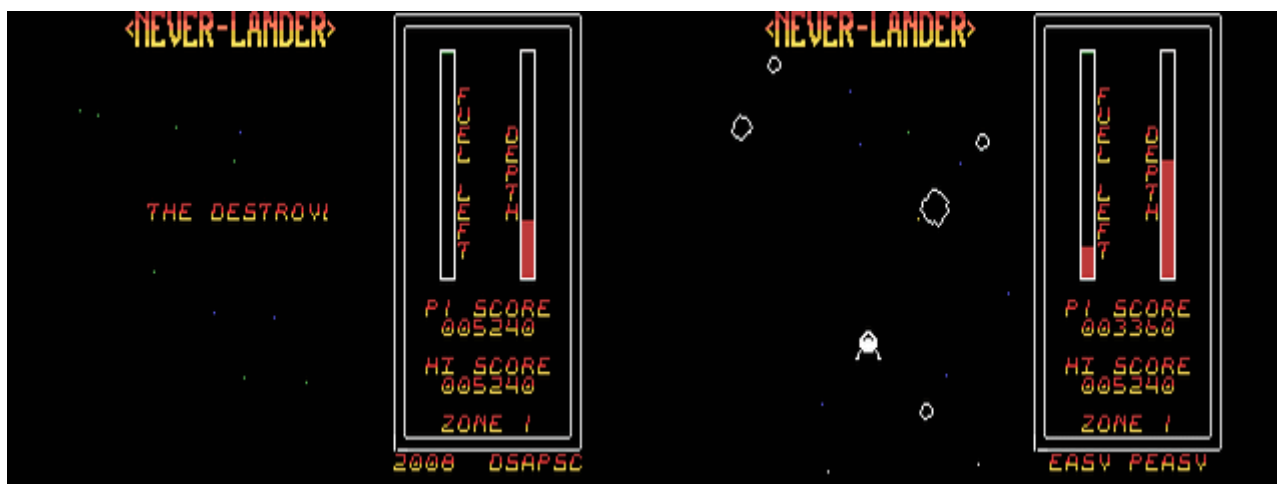 <NEVER-LANDER>
FUEL LEFT
DEPTH
THE DESTROY
P1 SCORE
005240
HI SCORE
005240
ZONE 1
2008 DSAPSC
<NEVER-LANDER>
FUEL LEFT
DEPTH
P1 SCORE
003360
HI SCORE
005240
ZONE 1
EASY PEASY